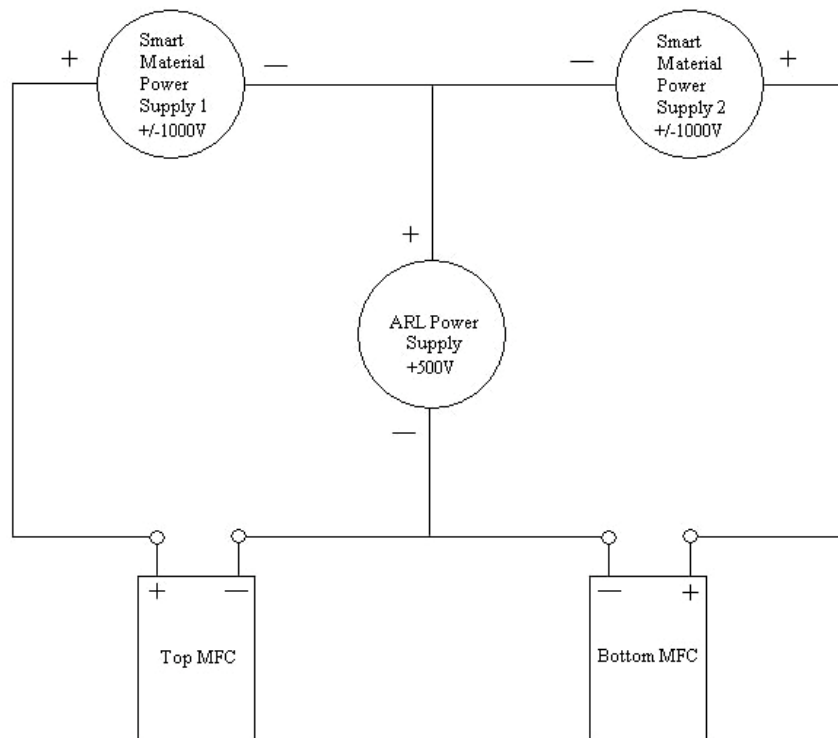 Smart
Material
Power
Supply 1
+/-1000V
+
—
Smart
Material
Power
Supply 2
+/-1000V
—
+
+
ARL Power
Supply
+500V
—
+
—
Top MFC
—
+
Bottom MFC